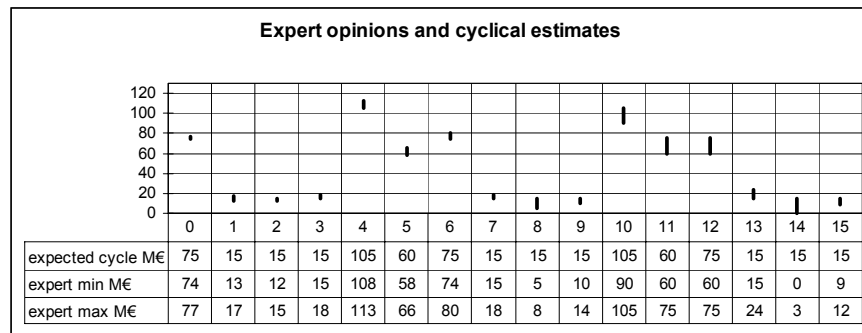 Expert opinions and cyclical estimates
120
100
80
60
40
20
0
0 1 2 3 4 5 6 7 8 9 10 11 12 13 14 15
expected cycle M€ 75 15 15 15 105 60 75 15 15 15 105 60 75 15 15 15
expert min M€ 74 13 12 15 108 58 74 15 5 10 90 60 60 15 0 9
expert max M€ 77 17 15 18 113 66 80 18 8 14 105 75 75 24 3 12